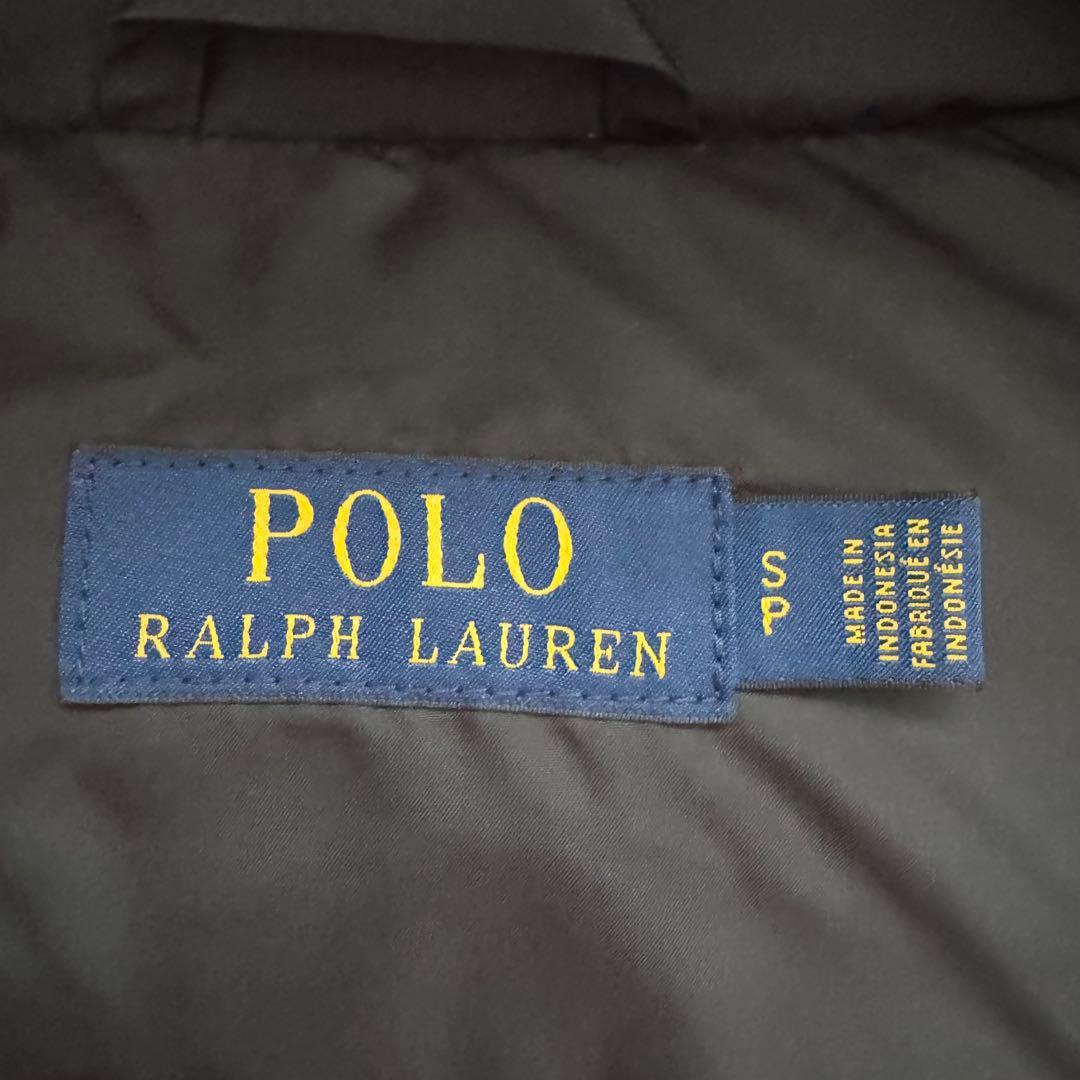 POLO
RALPH LAUREN
S
P
MADE IN
INDONESIA
FABRIQUÉ EN
INDONÉSIE